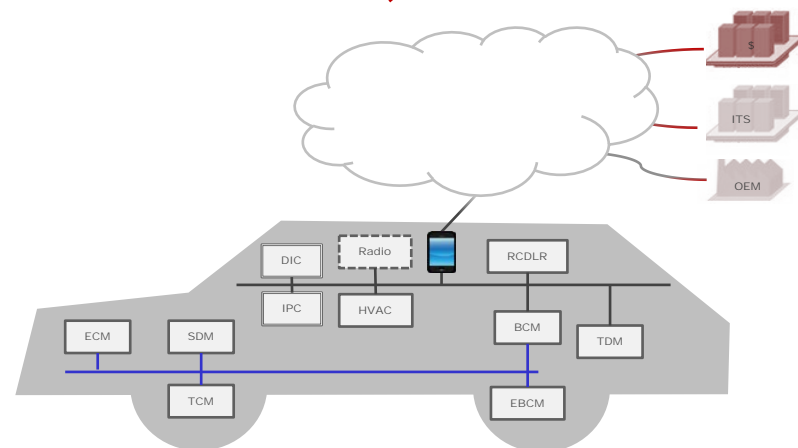 $
ITS
OEM
Radio
DIC
RCDLR
IPC
HVAC
BCM
ECM
SDM
TDM
TCM
EBCM